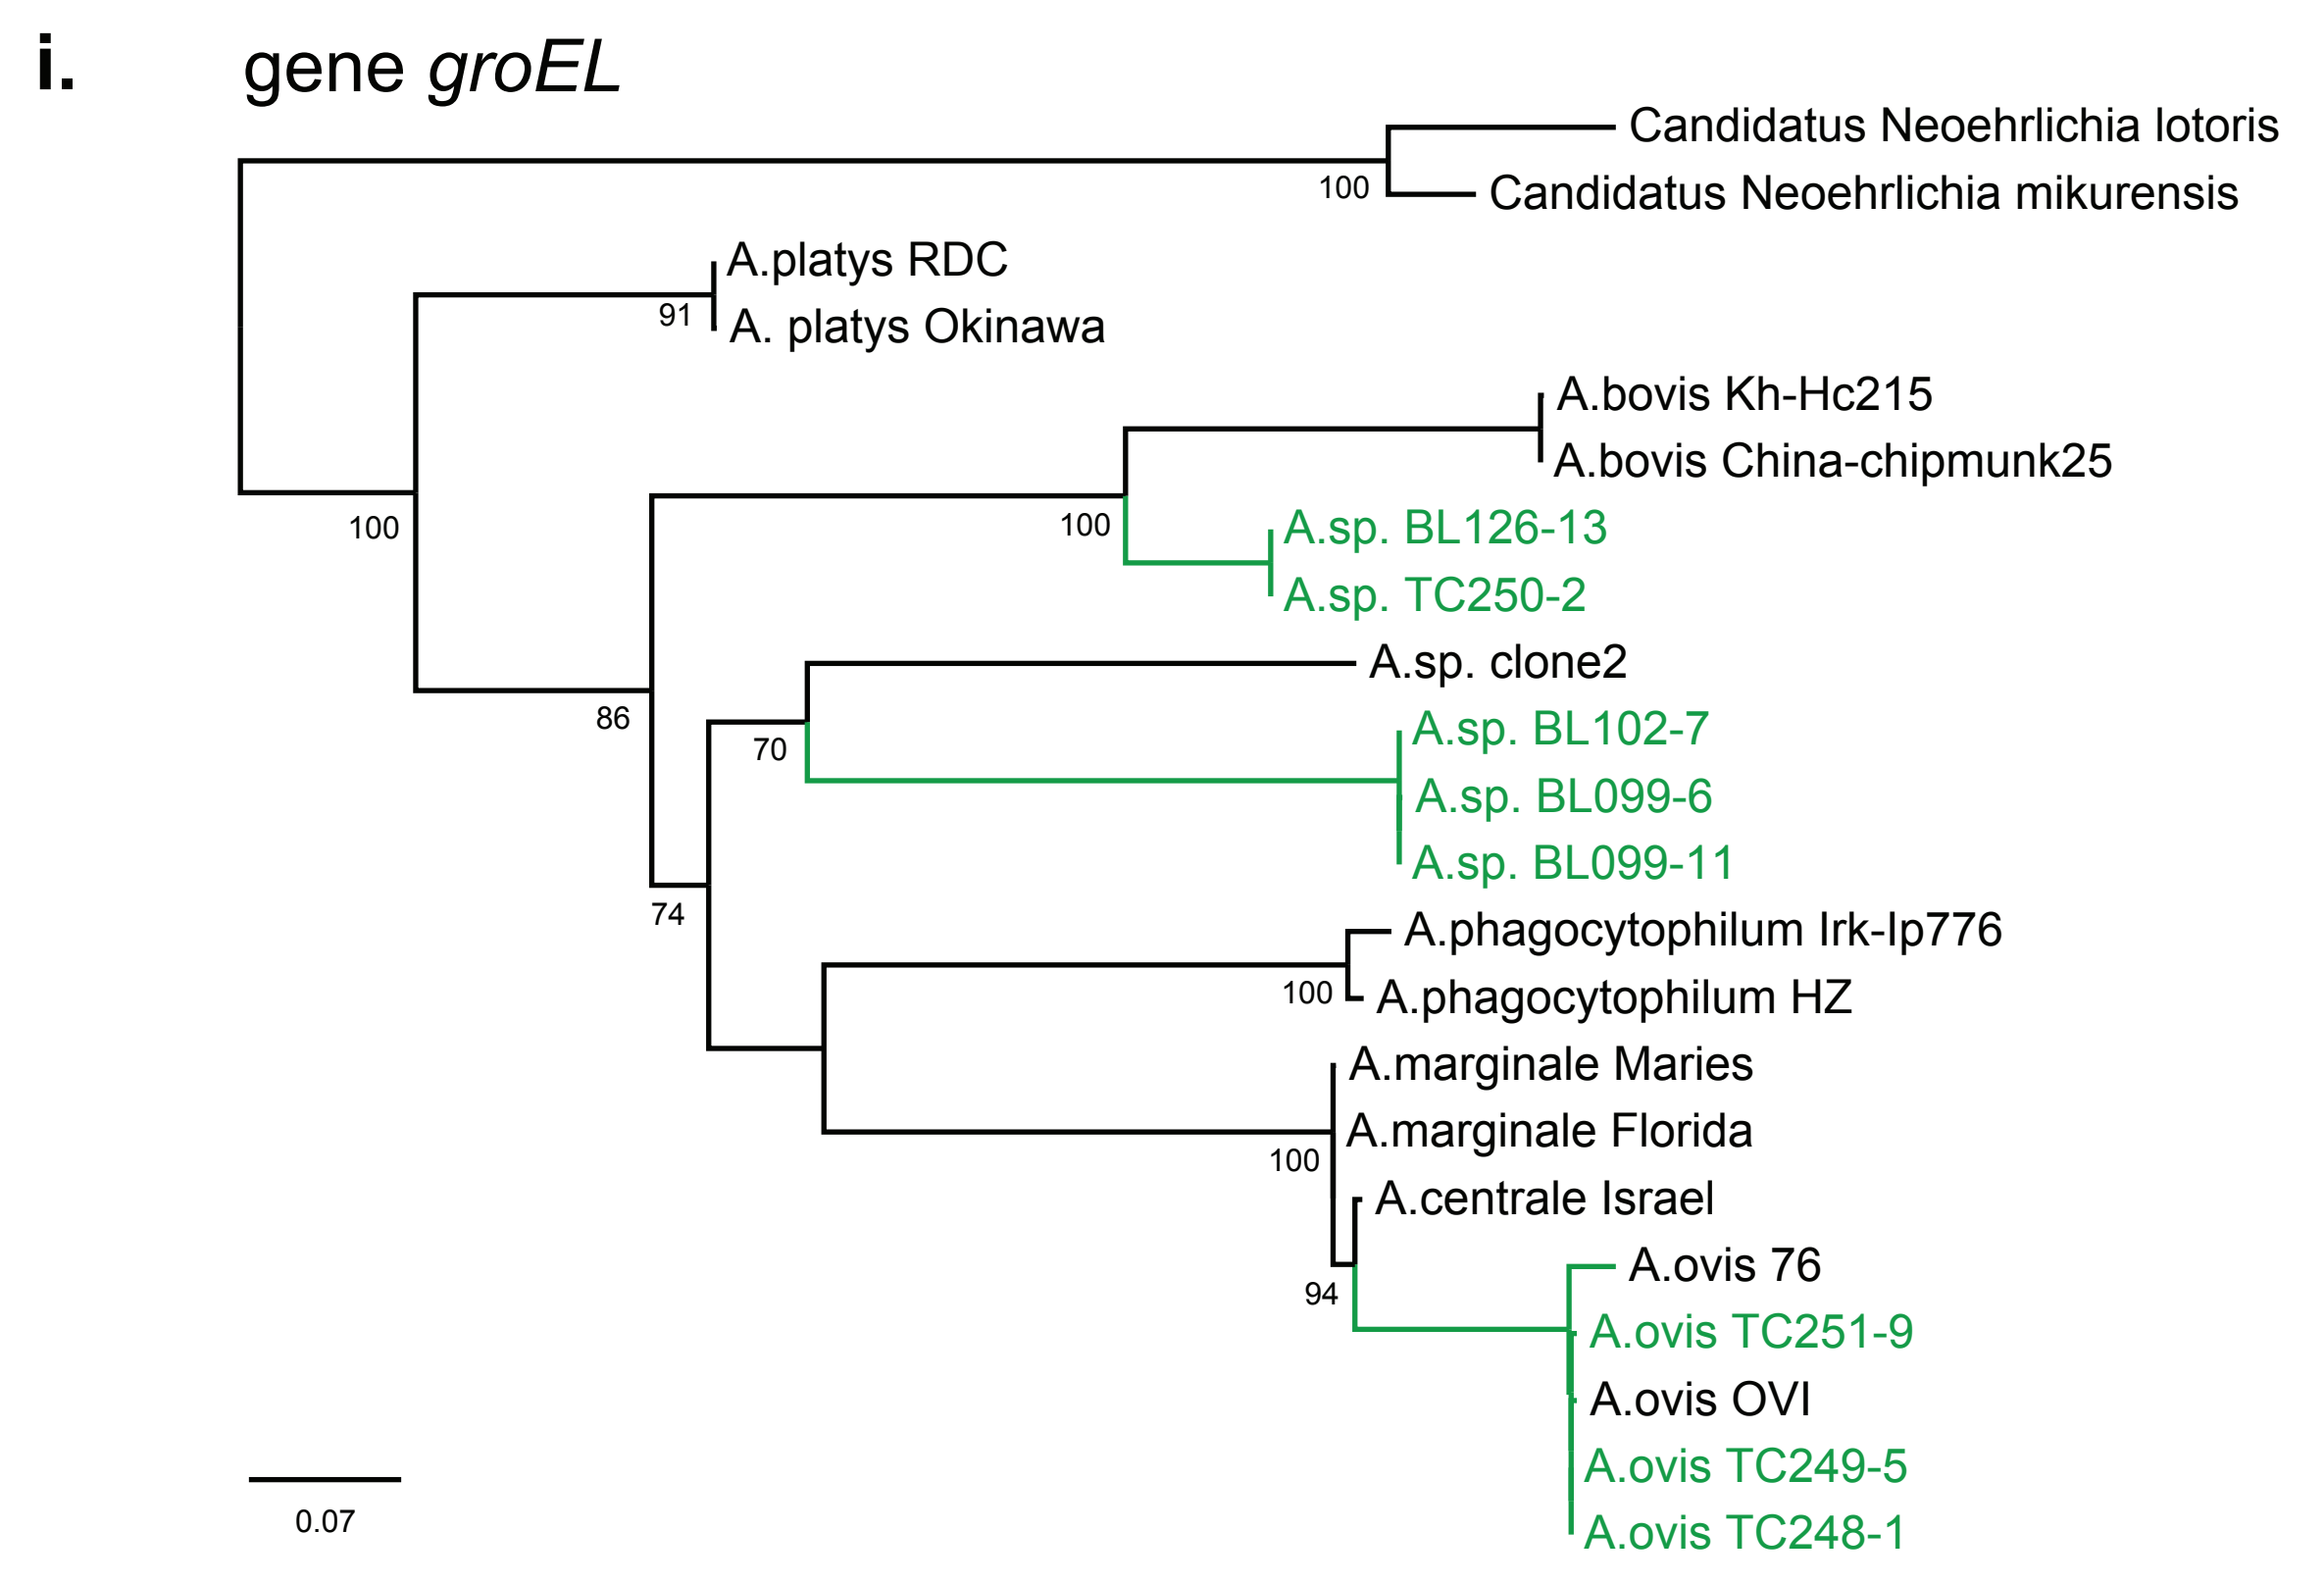 i. gene groEL
Candidatus Neoehrlichia lotoris
100
Candidatus Neoehrlichia mikurensis
A.platys RDC
91
A. platys Okinawa
A.bovis Kh-Hc215
A.bovis China-chipmunk25
100
100
A.sp. BL126-13
A.sp. TC250-2
A.sp. clone2
86
70
A.sp. BL102-7
A.sp. BL099-6
A.sp. BL099-11
74
A.phagocytophilum Irk-Ip776
100
A.phagocytophilum HZ
A.marginale Maries
A.marginale Florida
100
A.centrale Israel
94
A.ovis 76
A.ovis TC251-9
A.ovis OVI
A.ovis TC249-5
A.ovis TC248-1
0.07